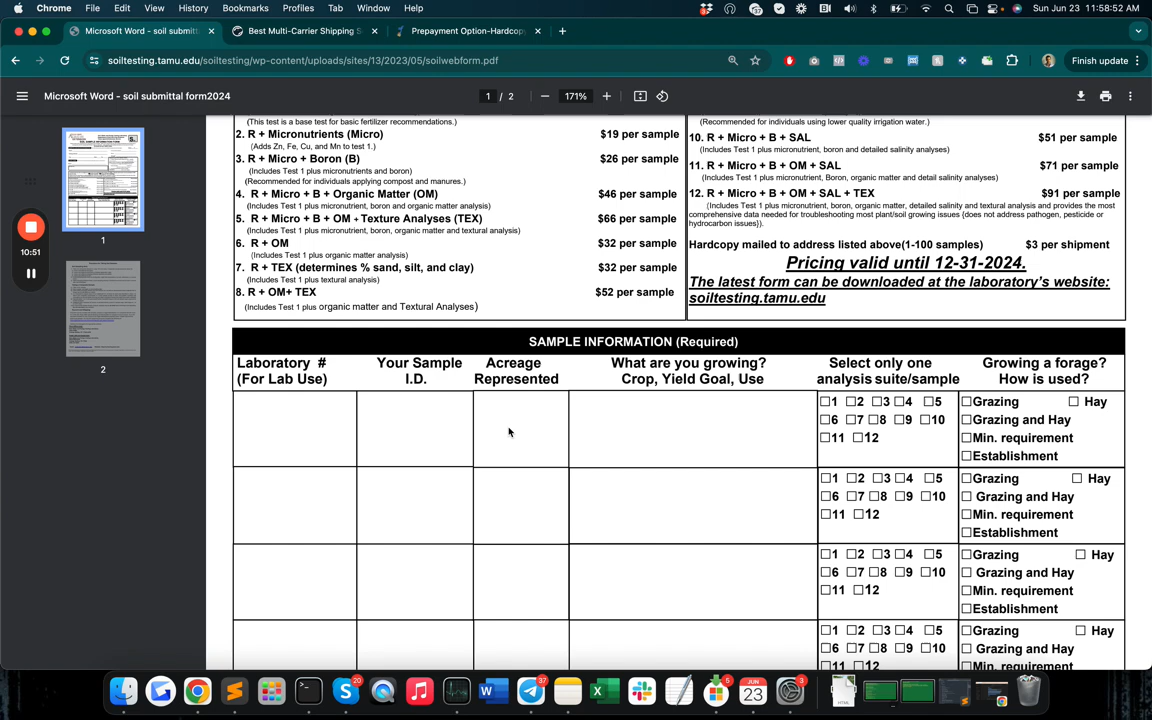 Chrome File Edit View History Bookmarks Profiles Tab Window Help Sun Jun 23 11:58:52 AM
Microsoft Word - soil submitta
Best Multi-Carrier Shipping S
Prepayment Option-Hardcopy
soiltesting.tamu.edu/soiltesting/wp-content/uploads/sites/13/2023/05/soilwebform.pdf
Finish update
Microsoft Word - soil submittal form2024
1 / 2
171%
10:51
1
2
(This test is a base test for basic fertilizer recommendations.)
2. R + Micronutrients (Micro) $19 per sample
(Adds Zn, Fe, Cu, and Mn to test 1.)
3. R + Micro + Boron (B) $26 per sample
(Includes Test 1 plus micronutrients and boron)
(Recommended for individuals applying compost and manures.)
4. R + Micro + B + Organic Matter (OM) $46 per sample
(Includes Test 1 plus micronutrient, boron and organic matter analysis)
5. R + Micro + B + OM + Texture Analyses (TEX) $66 per sample
(Includes Test 1 plus micronutrient, boron, organic matter and textural analysis)
6. R + OM $32 per sample
(Includes Test 1 plus organic matter analysis)
7. R + TEX (determines % sand, silt, and clay) $32 per sample
(Includes Test 1 plus textural analysis)
8. R + OM+ TEX $52 per sample
(Includes Test 1 plus organic matter and Textural Analyses)
(Recommended for individuals using lower quality irrigation water.)
10. R + Micro + B + SAL $51 per sample
(Includes Test 1 plus micronutrients, boron and detailed salinity analyses)
11. R + Micro + B + OM + SAL $71 per sample
(Includes Test 1 plus micronutrient, Boron, organic matter and detail salinity analyses)
12. R + Micro + B + OM + SAL + TEX $91 per sample
(Includes Test 1 plus micronutrient, boron, organic matter, detailed salinity and textural analysis and provides the most
comprehensive data needed for troubleshooting most plant/soil growing issues {does not address pathogen, pesticide or
hydrocarbon issues}).
Hardcopy mailed to address listed above(1-100 samples) $3 per shipment
Pricing valid until 12-31-2024.
The latest form can be downloaded at the laboratory's website:
soiltesting.tamu.edu
SAMPLE INFORMATION (Required)
Laboratory # Your Sample Acreage What are you growing? Select only one Growing a forage?
(For Lab Use) I.D. Represented Crop, Yield Goal, Use analysis suite/sample How is used?
☐1 ☐2 ☐3 ☐4 ☐5 ☐Grazing ☐ Hay
☐6 ☐7 ☐8 ☐9 ☐10 ☐Grazing and Hay
☐11 ☐12 ☐Min. requirement
☐Establishment
☐1 ☐2 ☐3 ☐4 ☐5 ☐Grazing ☐ Hay
☐6 ☐7 ☐8 ☐9 ☐10 ☐ Grazing and Hay
☐11 ☐12 ☐Min. requirement
☐Establishment
☐1 ☐2 ☐3 ☐4 ☐5 ☐Grazing ☐ Hay
☐6 ☐7 ☐8 ☐9 ☐10 ☐ Grazing and Hay
☐11 ☐12 ☐Min. requirement
☐Establishment
☐1 ☐2 ☐3 ☐4 ☐5 ☐Grazing ☐ Hay
☐6 ☐7 ☐8 ☐9 ☐10 ☐ Grazing and Hay
☐11 ☐12 ☐Min. requirement
20 37 5 JUN 23 3